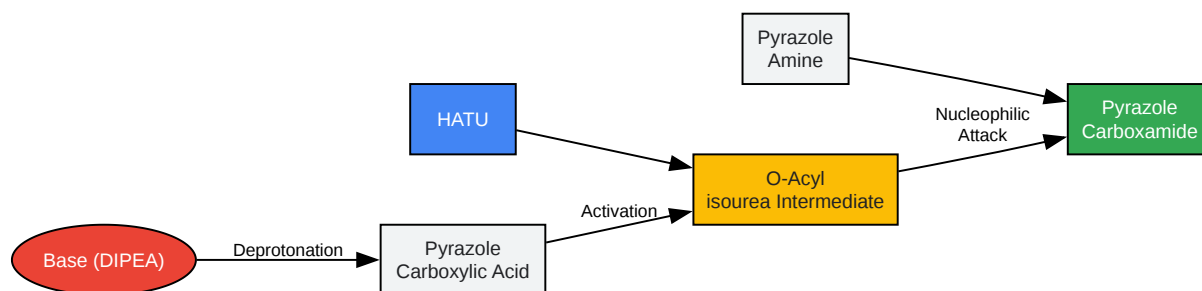 Pyrazole
Amine
HATU
Nucleophilic
Attack
Pyrazole
Carboxamide
O-Acyl
isourea Intermediate
Activation
Base (DIPEA)
Deprotonation
Pyrazole
Carboxylic Acid